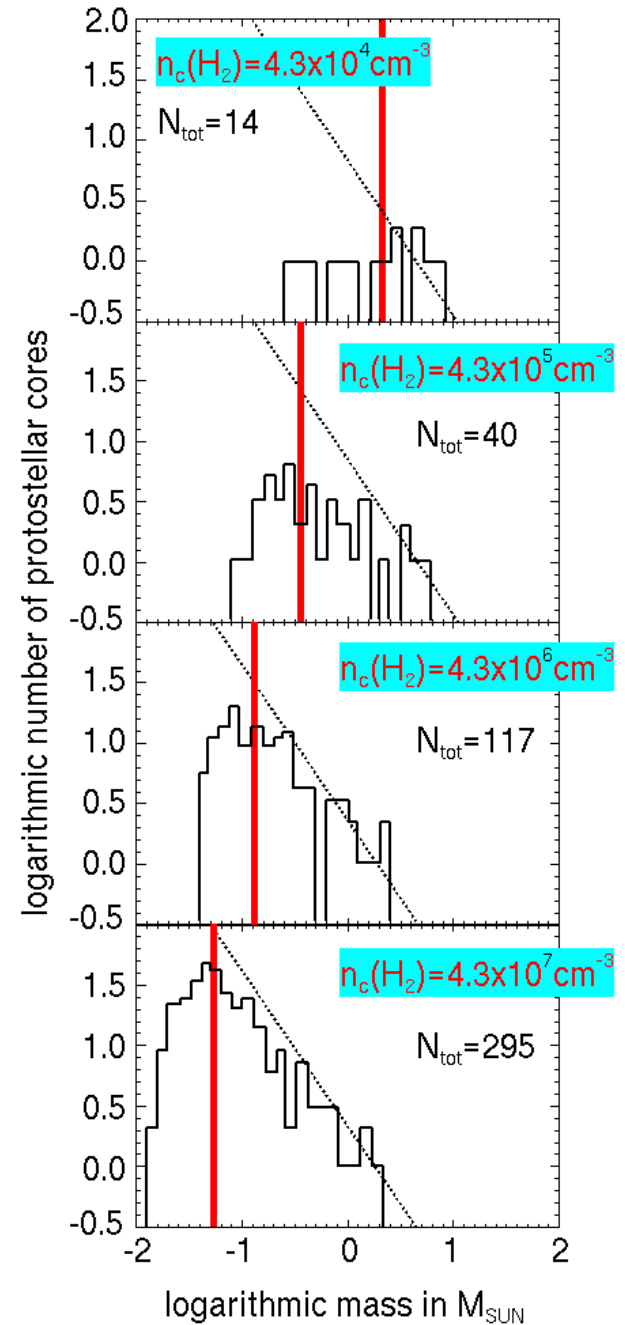 logarithmic number of protostellar cores
2.0
n_c(H_2)=4.3x10^4cm^-3
1.5
N_tot=14
1.0
0.5
0.0
-0.5
n_c(H_2)=4.3x10^5cm^-3
1.5
N_tot=40
1.0
0.5
0.0
-0.5
n_c(H_2)=4.3x10^6cm^-3
1.5
N_tot=117
1.0
0.5
0.0
-0.5
n_c(H_2)=4.3x10^7cm^-3
1.5
N_tot=295
1.0
0.5
0.0
-0.5
-2 -1 0 1 2
logarithmic mass in M_SUN